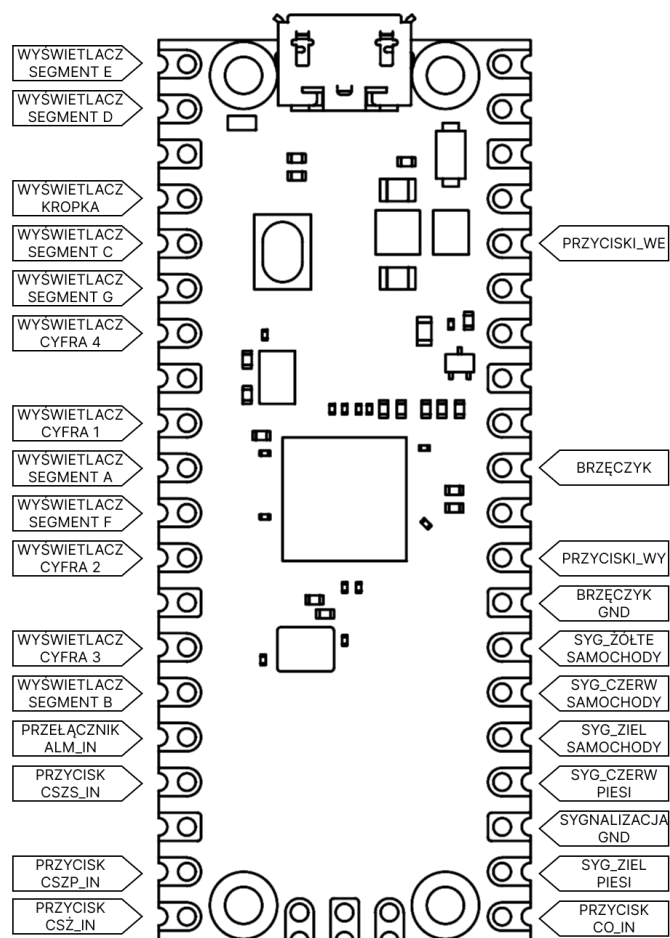 WYŚWIETLACZ
SEGMENT E
WYŚWIETLACZ
SEGMENT D
WYŚWIETLACZ
KROPKA
WYŚWIETLACZ
SEGMENT C
WYŚWIETLACZ
SEGMENT G
WYŚWIETLACZ
CYFRA 4
WYŚWIETLACZ
CYFRA 1
WYŚWIETLACZ
SEGMENT A
WYŚWIETLACZ
SEGMENT F
WYŚWIETLACZ
CYFRA 2
WYŚWIETLACZ
CYFRA 3
WYŚWIETLACZ
SEGMENT B
PRZEŁĄCZNIK
ALM_IN
PRZYCISK
CSZS_IN
PRZYCISK
CSZP_IN
PRZYCISK
CSŻ_IN
PRZYCISKI_WE
BRZĘCZYK
PRZYCISKI_WY
BRZĘCZYK
GND
SYG_ŻÓŁTE
SAMOCHODY
SYG_CZERW
SAMOCHODY
SYG_ZIEL
SAMOCHODY
SYG_CZERW
PIESI
SYGNALIZACJA
GND
SYG_ZIEL
PIESI
PRZYCISK
CO_IN